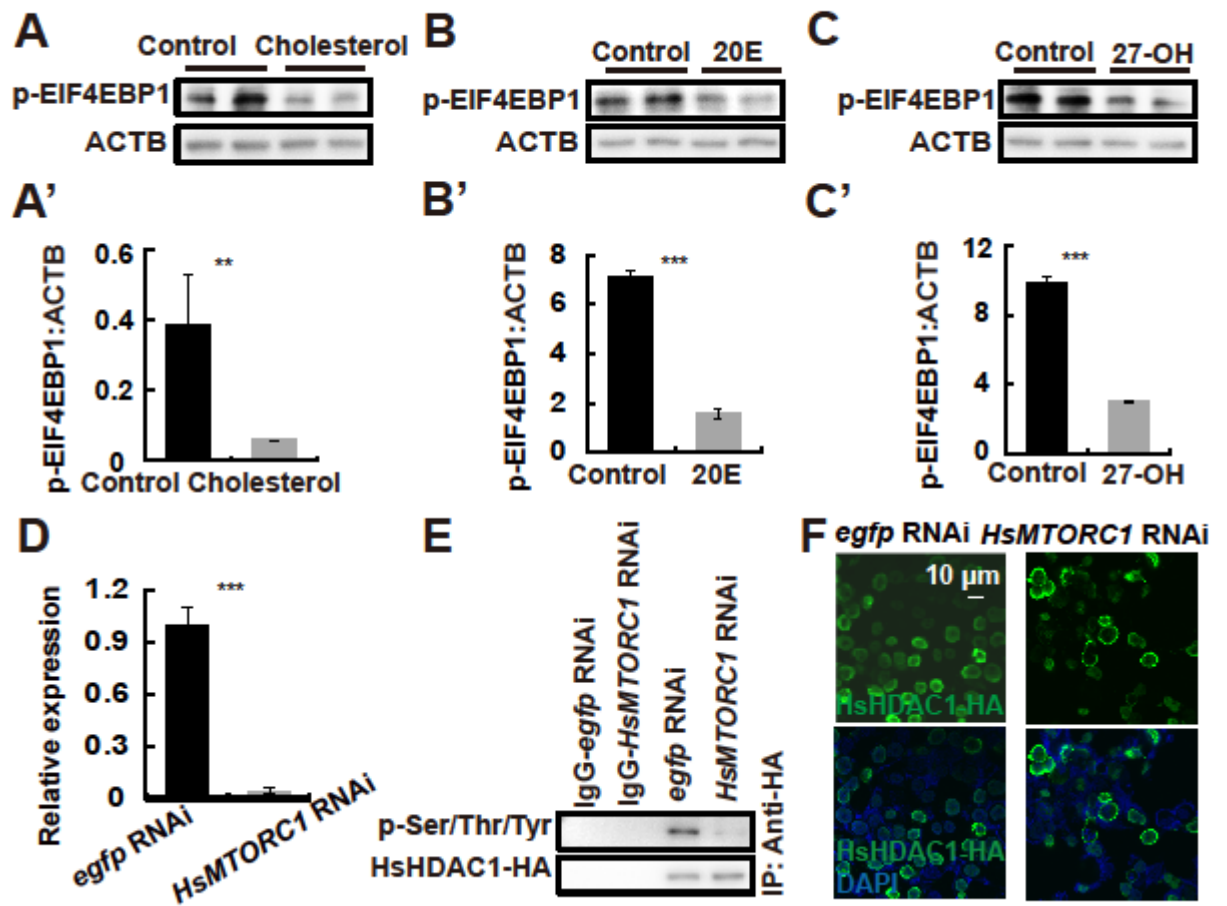 A
Control Cholesterol
p-EIF4EBP1
ACTB
B
Control 20E
p-EIF4EBP1
ACTB
C
Control 27-OH
p-EIF4EBP1
ACTB
A'
p-EIF4EBP1:ACTB
0.6
0.4
0.2
0
**
Control Cholesterol
B'
p-EIF4EBP1:ACTB
8
6
4
2
0
***
Control 20E
C'
p-EIF4EBP1:ACTB
12
8
4
0
***
Control 27-OH
D
Relative expression
1.2
0.9
0.6
0.3
0
***
egfp RNAi
HsMTORC1 RNAi
E
IgG-egfp RNAi
IgG-HsMTORC1 RNAi
egfp RNAi
HsMTORC1 RNAi
p-Ser/Thr/Tyr
HsHDAC1-HA
IP: Anti-HA
F
egfp RNAi HsMTORC1 RNAi
10 µm
HsHDAC1-HA
HsHDAC1-HA
DAPI